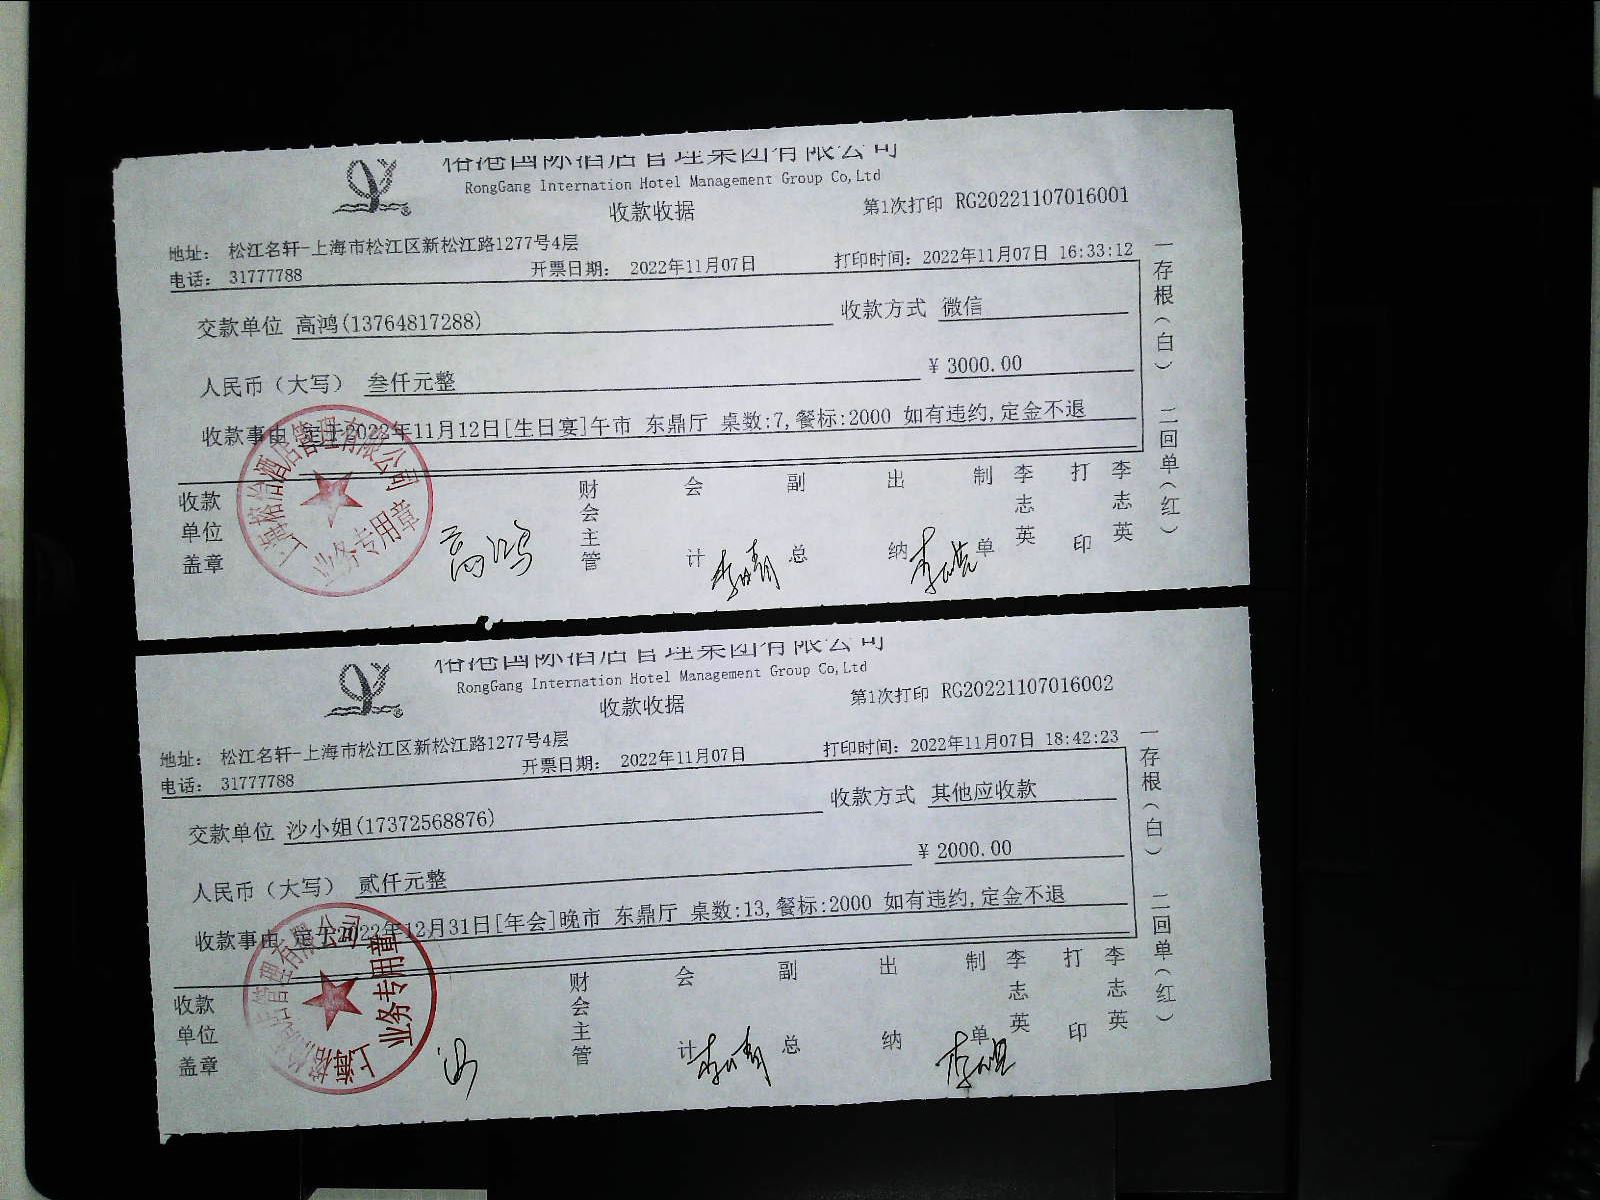 国际酒店管理集团有限公司
RongGang Internation Hotel Management Group Co,Ltd
收款收据
第1次打印 RG20221107016001
地址： 松江名轩-上海市松江区新松江路1277号4层
电话： 31777788
开票日期： 2022年11月07日
打印时间：2022年11月07日 16:33:12
交款单位 高鸿(13764817288)
收款方式 微信
人民币（大写） 叁仟元整
￥ 3000.00
收款事由 定于2022年11月12日[生日宴]午市 东鼎厅 桌数:7,餐标:2000 如有违约,定金不退
收款单位盖章
财会主管
会计
副总
出纳
制单 李志英
打印 李志英
一存根（白） 二回单（红）
上海 酒店管理有限公司
业务专用章
高鸿
国际酒店管理集团有限公司
RongGang Internation Hotel Management Group Co,Ltd
收款收据
第1次打印 RG20221107016002
地址： 松江名轩-上海市松江区新松江路1277号4层
电话： 31777788
开票日期： 2022年11月07日
打印时间：2022年11月07日 18:42:23
交款单位 沙小姐(17372568876)
收款方式 其他应收款
人民币（大写） 贰仟元整
￥ 2000.00
收款事由 定于2022年12月31日[年会]晚市 东鼎厅 桌数:13,餐标:2000 如有违约,定金不退
收款单位盖章
财会主管
会计
副总
出纳
制单 李志英
打印 李志英
一存根（白） 二回单（红）
上海 管理有限公司
业务专用章